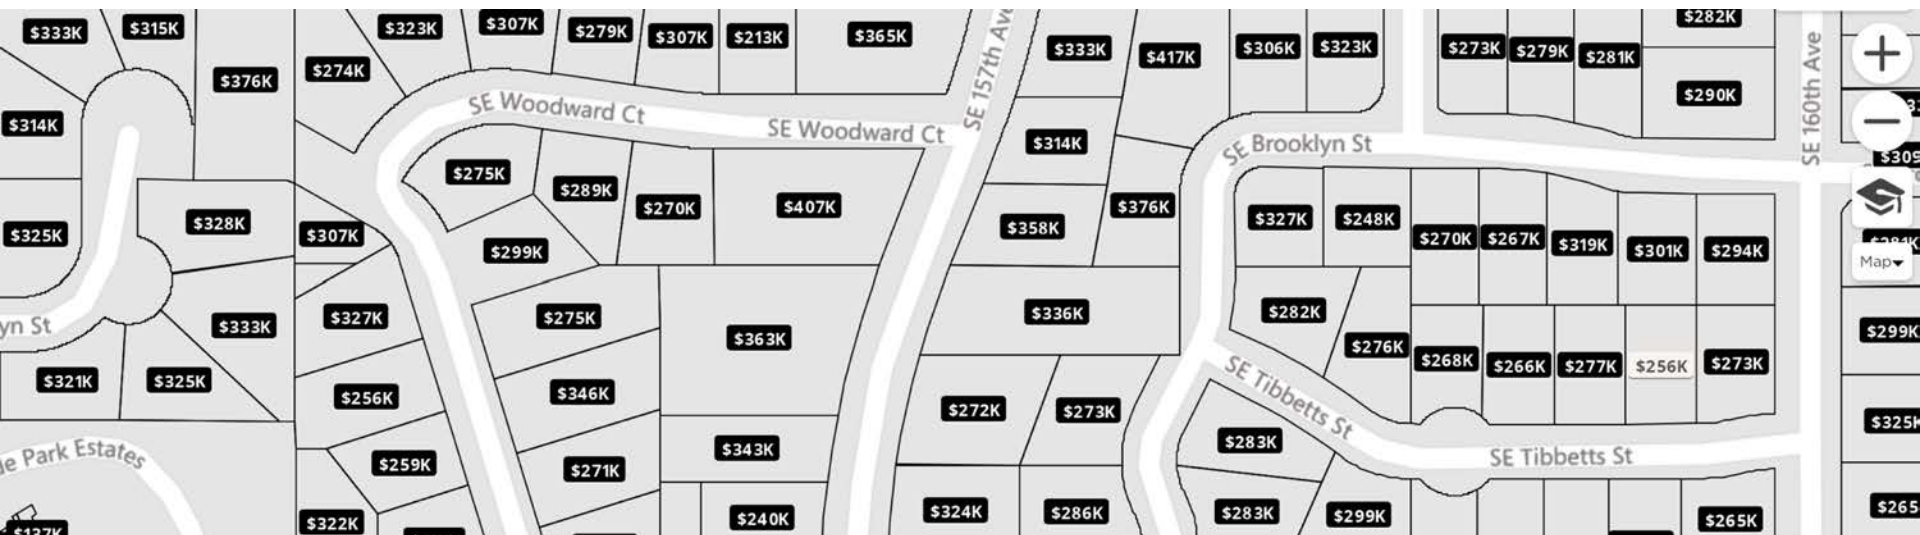 $333K
$315K
$323K
$307K
$279K
$307K
$213K
$365K
SE 157th Ave
$333K
$417K
$306K
$323K
$273K
$279K
$281K
$282K
SE 160th Ave
+
$376K
$274K
$290K
$314K
SE Woodward Ct
SE Woodward Ct
$314K
SE Brooklyn St
−
$309
$275K
$289K
$270K
$407K
$376K
$325K
$328K
$307K
$299K
$358K
$327K
$248K
$270K
$267K
$319K
$301K
$294K
Map
yn St
$333K
$327K
$275K
$363K
$336K
$282K
$276K
$299K
$321K
$325K
$256K
$346K
$272K
$273K
SE Tibbetts St
$268K
$266K
$277K
$256K
$273K
le Park Estates
$259K
$271K
$343K
$283K
SE Tibbetts St
$325K
$137K
$322K
$240K
$324K
$286K
$283K
$299K
$265K
$265